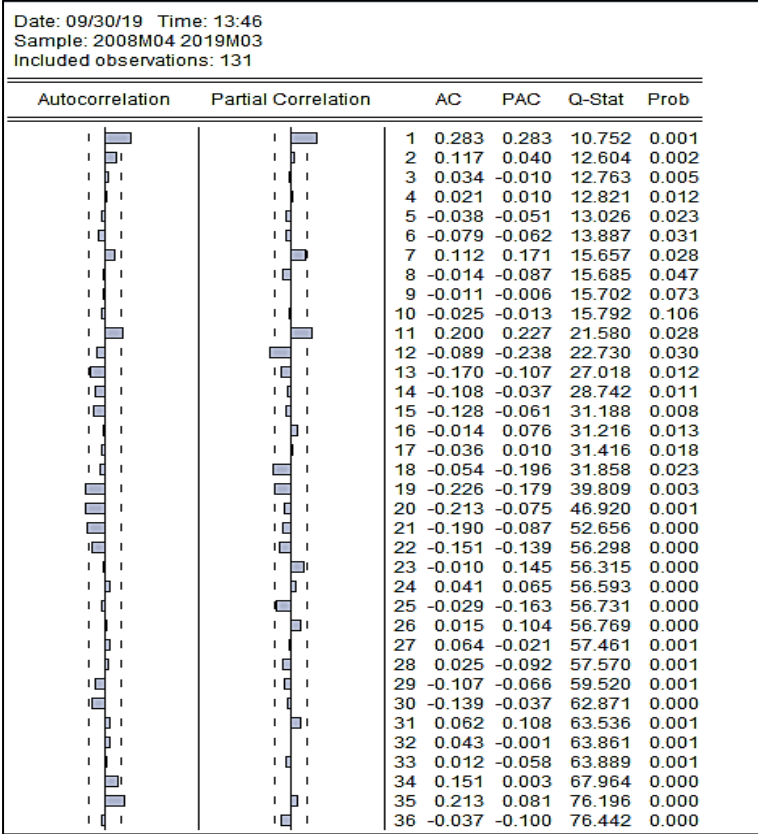 Date: 09/30/19 Time: 13:46
Sample: 2008M04 2019M03
Included observations: 131
Autocorrelation Partial Correlation AC PAC Q-Stat Prob
1 0.283 0.283 10.752 0.001
2 0.117 0.040 12.604 0.002
3 0.034 -0.010 12.763 0.005
4 0.021 0.010 12.821 0.012
5 -0.038 -0.051 13.026 0.023
6 -0.079 -0.062 13.887 0.031
7 0.112 0.171 15.657 0.028
8 -0.014 -0.087 15.685 0.047
9 -0.011 -0.006 15.702 0.073
10 -0.025 -0.013 15.792 0.106
11 0.200 0.227 21.580 0.028
12 -0.089 -0.238 22.730 0.030
13 -0.170 -0.107 27.018 0.012
14 -0.108 -0.037 28.742 0.011
15 -0.128 -0.061 31.188 0.008
16 -0.014 0.076 31.216 0.013
17 -0.036 0.010 31.416 0.018
18 -0.054 -0.196 31.858 0.023
19 -0.226 -0.179 39.809 0.003
20 -0.213 -0.075 46.920 0.001
21 -0.190 -0.087 52.656 0.000
22 -0.151 -0.139 56.298 0.000
23 -0.010 0.145 56.315 0.000
24 0.041 0.065 56.593 0.000
25 -0.029 -0.163 56.731 0.000
26 0.015 0.104 56.769 0.000
27 0.064 -0.021 57.461 0.001
28 0.025 -0.092 57.570 0.001
29 -0.107 -0.066 59.520 0.001
30 -0.139 -0.037 62.871 0.000
31 0.062 0.108 63.536 0.001
32 0.043 -0.001 63.861 0.001
33 0.012 -0.058 63.889 0.001
34 0.151 0.003 67.964 0.000
35 0.213 0.081 76.196 0.000
36 -0.037 -0.100 76.442 0.000